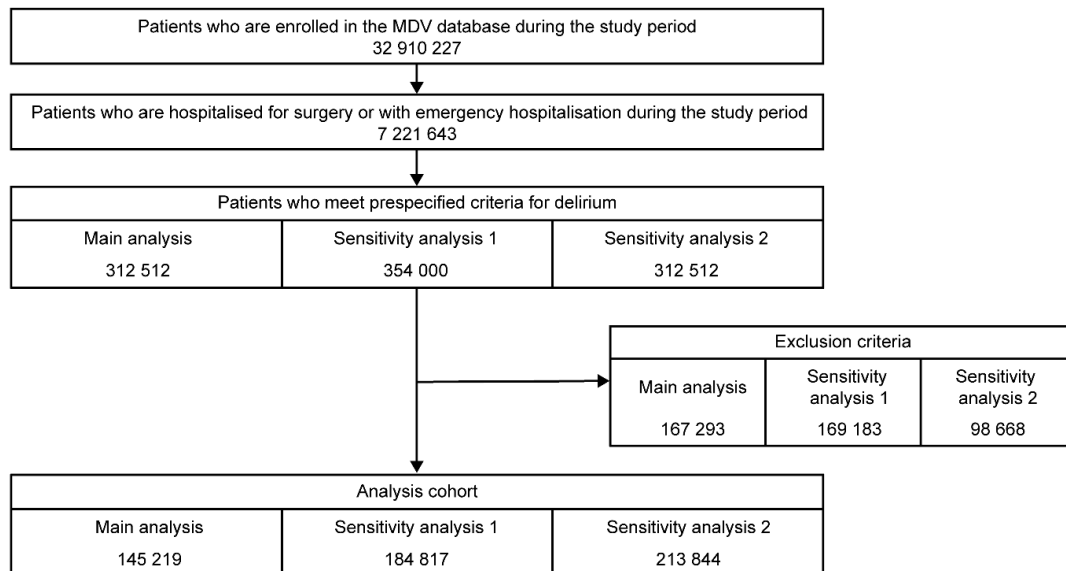 Patients who are enrolled in the MDV database during the study period
32 910 227
Patients who are hospitalised for surgery or with emergency hospitalisation during the study period
7 221 643
Patients who meet prespecified criteria for delirium
Main analysis
312 512
Sensitivity analysis 1
354 000
Sensitivity analysis 2
312 512
Exclusion criteria
Main analysis
167 293
Sensitivity
analysis 1
169 183
Sensitivity
analysis 2
98 668
Analysis cohort
Main analysis
145 219
Sensitivity analysis 1
184 817
Sensitivity analysis 2
213 844